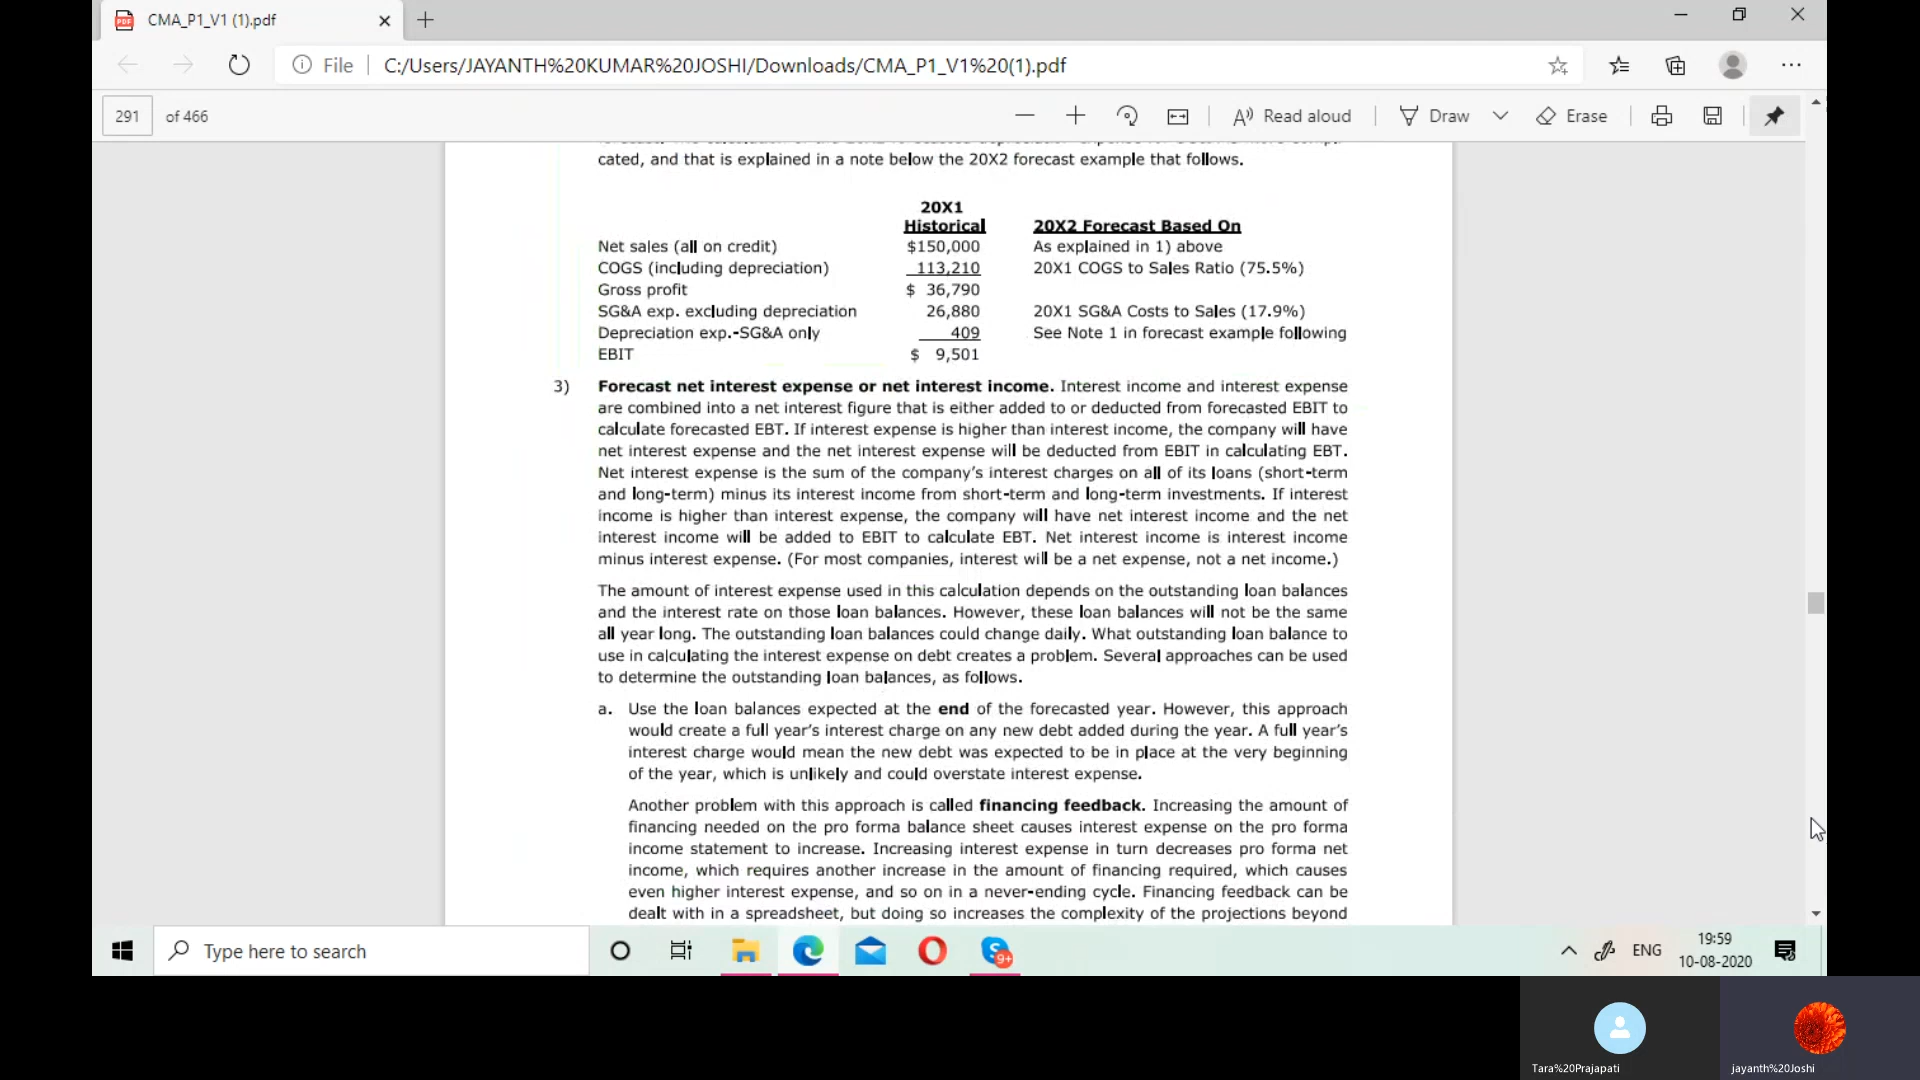 CMA_P1_V1 (1).pdf
File C:/Users/JAYANTH%20KUMAR%20JOSHI/Downloads/CMA_P1_V1%20(1).pdf
291 of 466 Read aloud Draw Erase
cated, and that is explained in a note below the 20X2 forecast example that follows.
20X1
Historical 20X2 Forecast Based On
Net sales (all on credit) $150,000 As explained in 1) above
COGS (including depreciation) 113,210 20X1 COGS to Sales Ratio (75.5%)
Gross profit $ 36,790
SG&A exp. excluding depreciation 26,880 20X1 SG&A Costs to Sales (17.9%)
Depreciation exp.-SG&A only 409 See Note 1 in forecast example following
EBIT $ 9,501
3) Forecast net interest expense or net interest income. Interest income and interest expense
are combined into a net interest figure that is either added to or deducted from forecasted EBIT to
calculate forecasted EBT. If interest expense is higher than interest income, the company will have
net interest expense and the net interest expense will be deducted from EBIT in calculating EBT.
Net interest expense is the sum of the company's interest charges on all of its loans (short-term
and long-term) minus its interest income from short-term and long-term investments. If interest
income is higher than interest expense, the company will have net interest income and the net
interest income will be added to EBIT to calculate EBT. Net interest income is interest income
minus interest expense. (For most companies, interest will be a net expense, not a net income.)
The amount of interest expense used in this calculation depends on the outstanding loan balances
and the interest rate on those loan balances. However, these loan balances will not be the same
all year long. The outstanding loan balances could change daily. What outstanding loan balance to
use in calculating the interest expense on debt creates a problem. Several approaches can be used
to determine the outstanding loan balances, as follows.
a. Use the loan balances expected at the end of the forecasted year. However, this approach
would create a full year's interest charge on any new debt added during the year. A full year's
interest charge would mean the new debt was expected to be in place at the very beginning
of the year, which is unlikely and could overstate interest expense.
Another problem with this approach is called financing feedback. Increasing the amount of
financing needed on the pro forma balance sheet causes interest expense on the pro forma
income statement to increase. Increasing interest expense in turn decreases pro forma net
income, which requires another increase in the amount of financing required, which causes
even higher interest expense, and so on in a never-ending cycle. Financing feedback can be
dealt with in a spreadsheet, but doing so increases the complexity of the projections beyond
Type here to search 9+ ENG 19:59
10-08-2020
Tara%20Prajapati jayanth%20Joshi